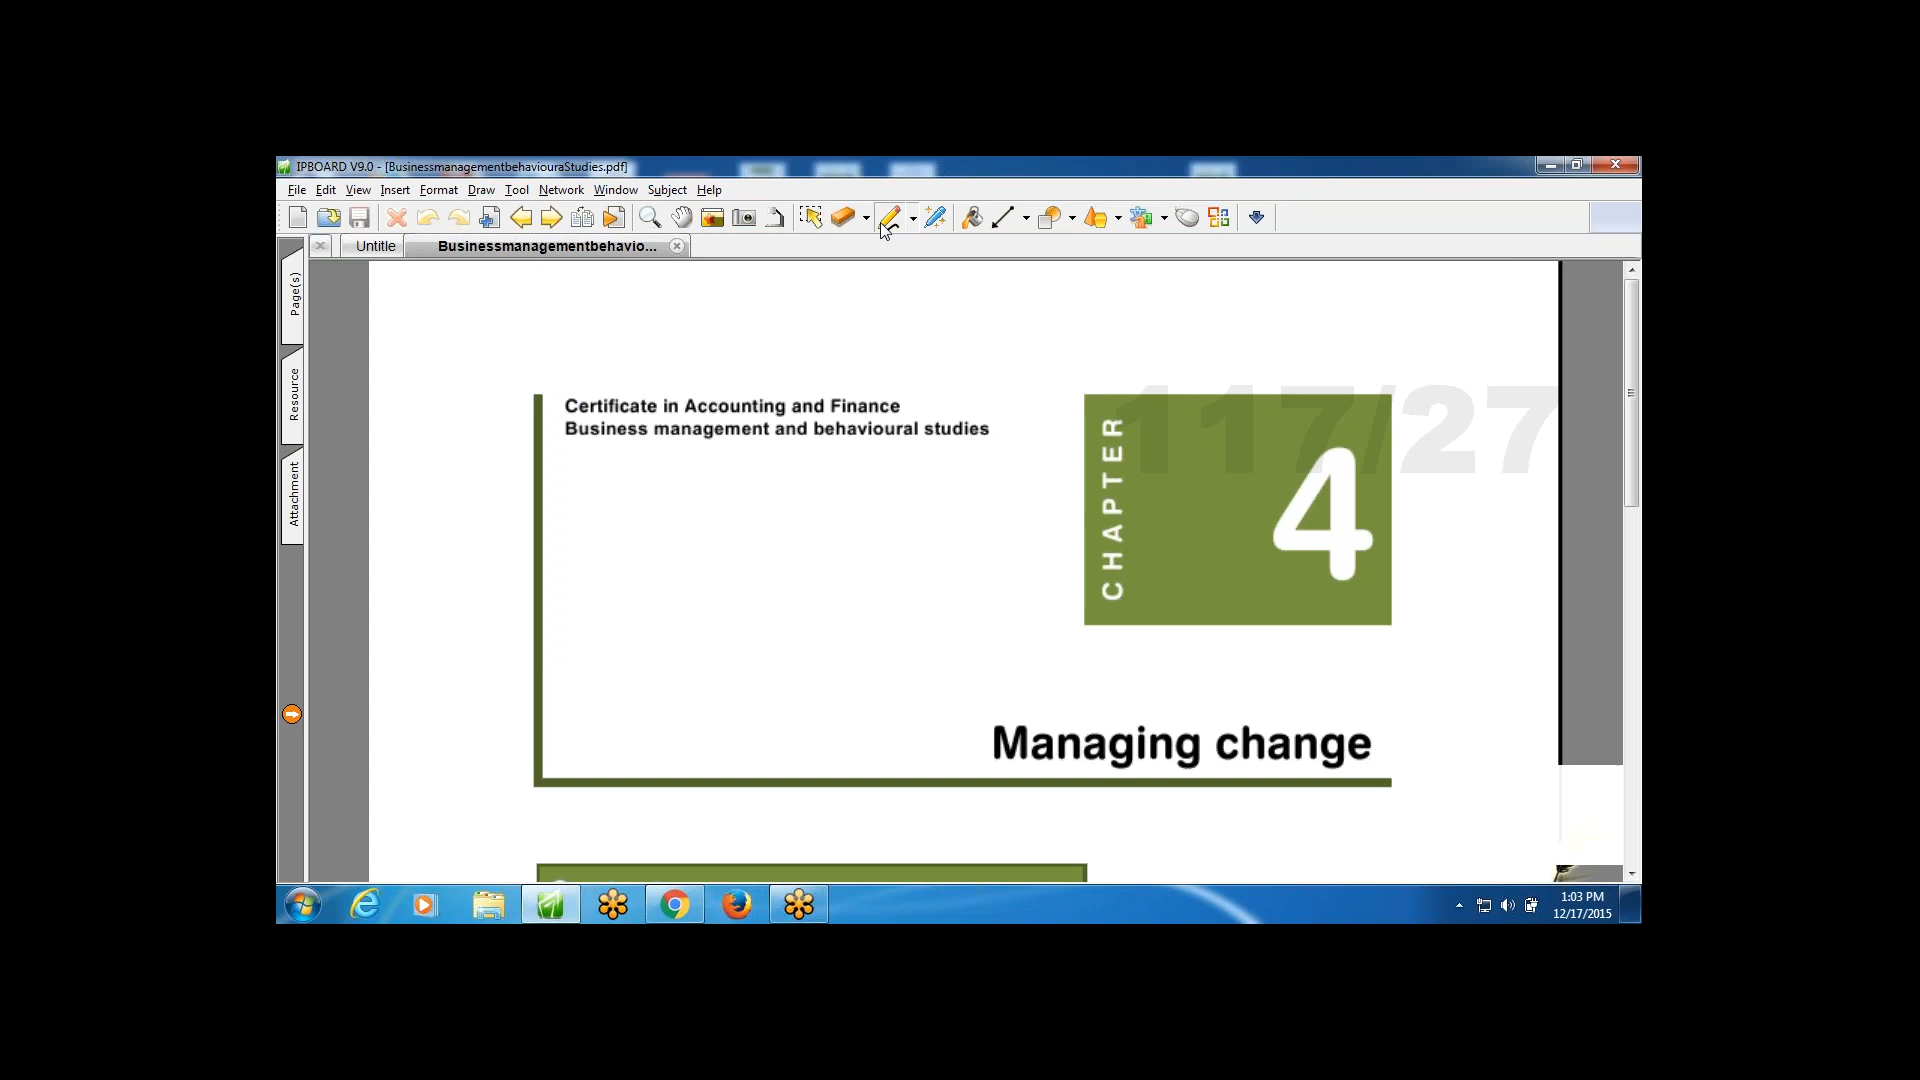 IPBOARD V9.0 - [BusinessmanagementbehaviouraStudies.pdf]
File Edit View Insert Format Draw Tool Network Window Subject Help
Untitle Businessmanagementbehavio...
Page(s)
Resource
Attachment
Certificate in Accounting and Finance
Business management and behavioural studies
117/27
CHAPTER
4
Managing change
1:03 PM
12/17/2015